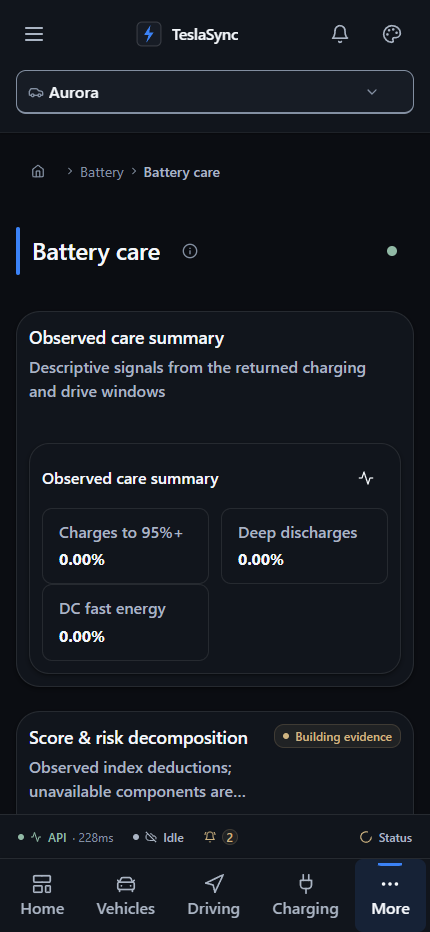 TeslaSync
Aurora
Battery
Battery care
Battery care
Observed care summary
Descriptive signals from the returned charging
and drive windows
Observed care summary
Charges to 95%+
Deep discharges
0.00%
0.00%
DC fast energy
0.00%
Score & risk decomposition
Building evidence
Observed index deductions;
unavailable components are...
API · 228ms
Idle
2
Status
Home
Vehicles
Driving
Charging
More